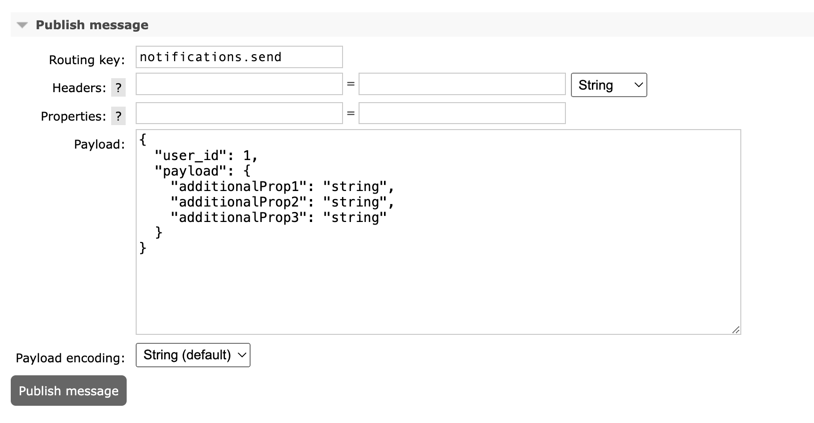 Publish message
Routing key: notifications.send
Headers: ? = String
Properties: ? =
Payload: {
  "user_id": 1,
  "payload": {
    "additionalProp1": "string",
    "additionalProp2": "string",
    "additionalProp3": "string"
  }
}
Payload encoding: String (default)
Publish message